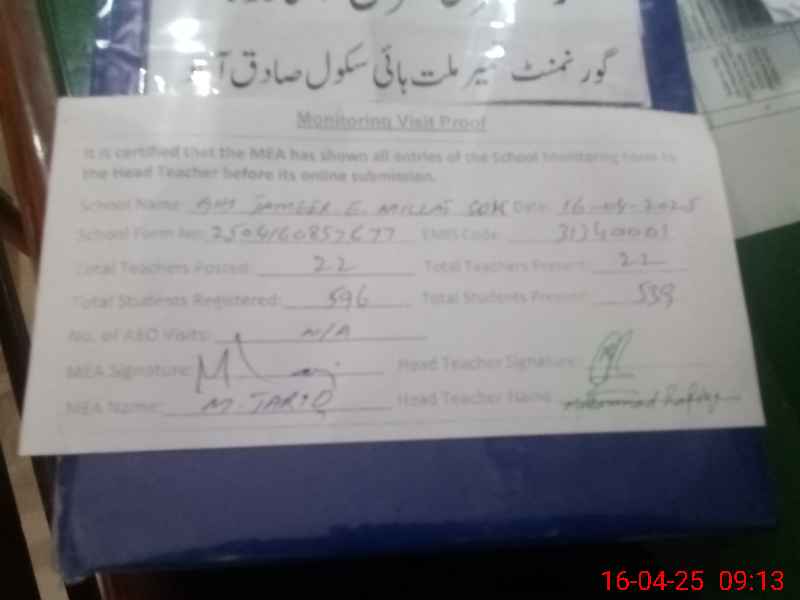 گورنمنٹ تعمیر ملت ہائی سکول صادق آباد
Monitoring Visit Proof
It is certified that the MEA has shown all entries of the School Monitoring Form to
the Head Teacher before its online submission.
School Name: GHS TAMEER E. MILLAT SDK Date: 16-04-2025
School Form No: 2504160857677 EMIS Code: 31340001
Total Teachers Posted: 22 Total Teachers Present: 22
Total Students Registered: 596 Total Students Present: 538
No. of AEO Visits: N/A
MEA Signature: Head Teacher Signature:
MEA Name: M. TARIQ Head Teacher Name: Muhammad Rafiq
16-04-25 09:13